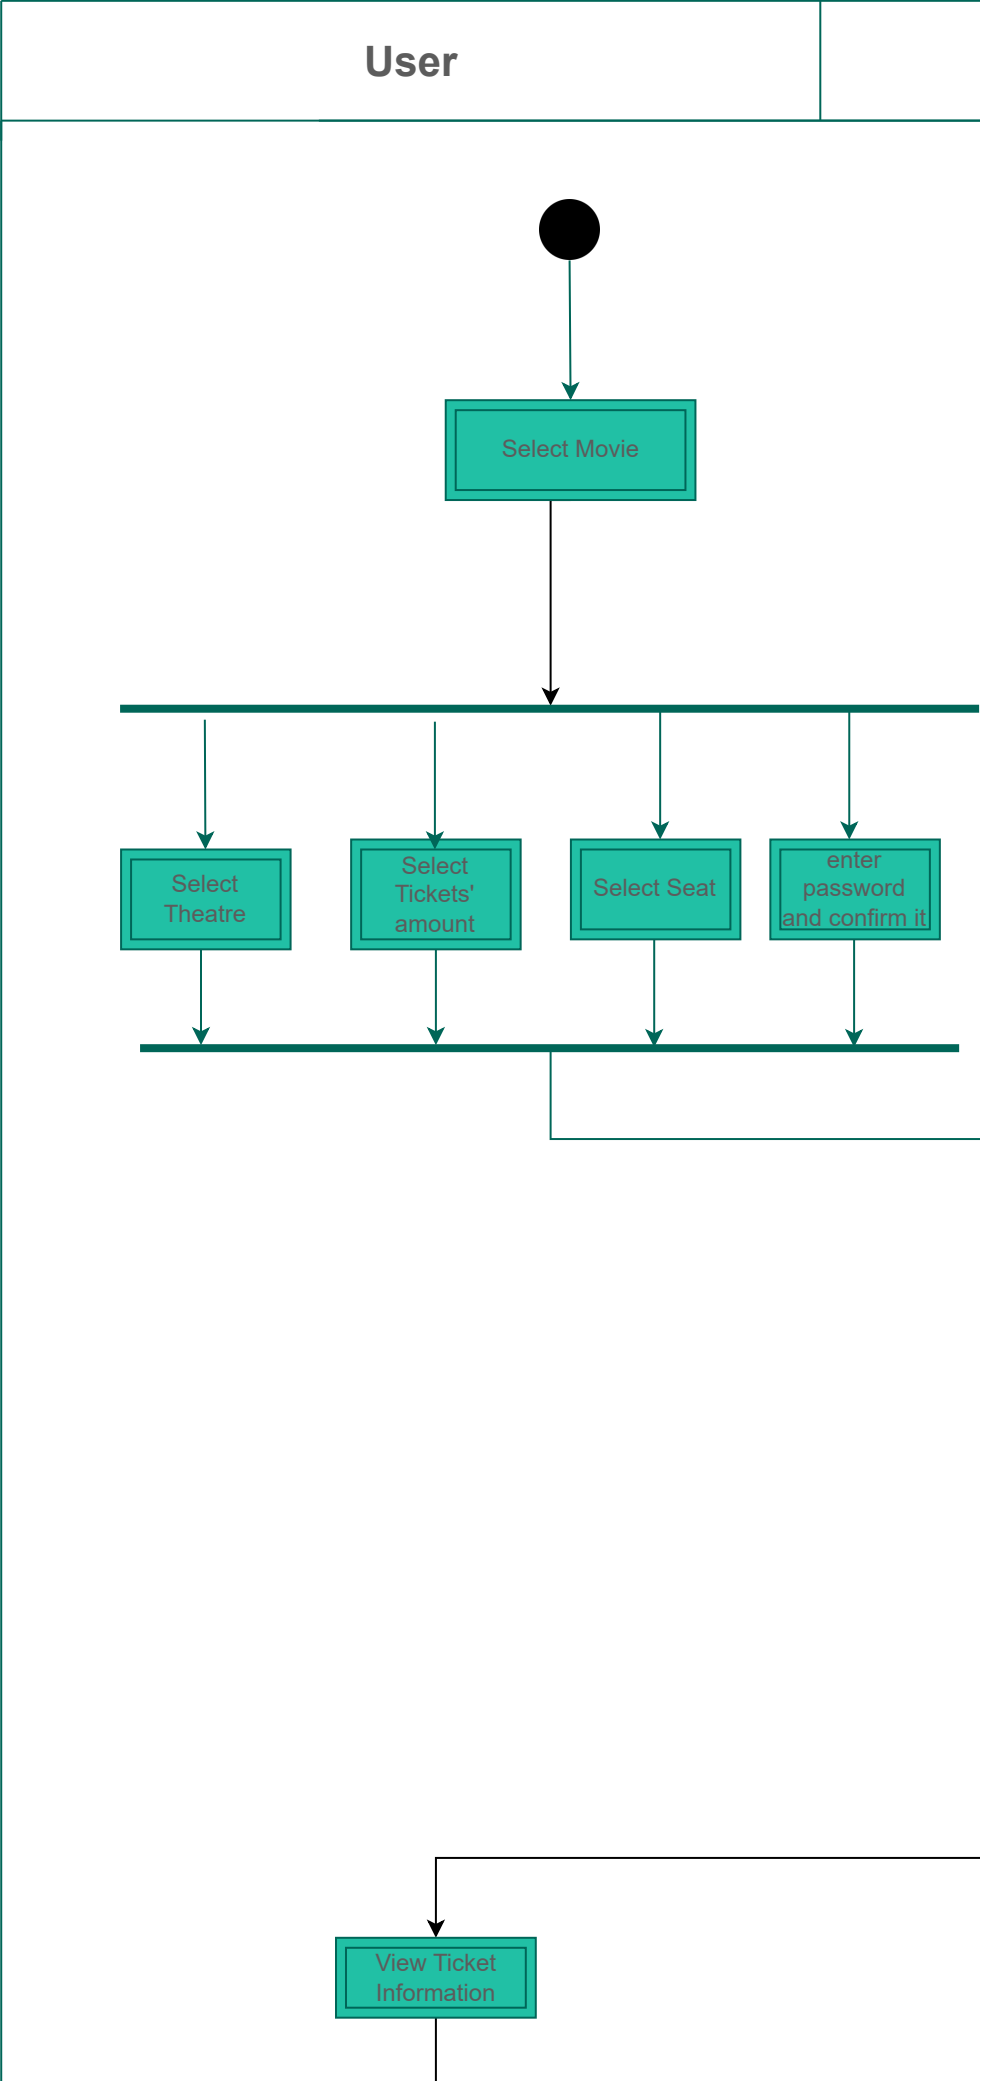 User
Select Movie
Select
Theatre
Select
Tickets'
amount
Select Seat
enter
password
and confirm it
View Ticket
Information